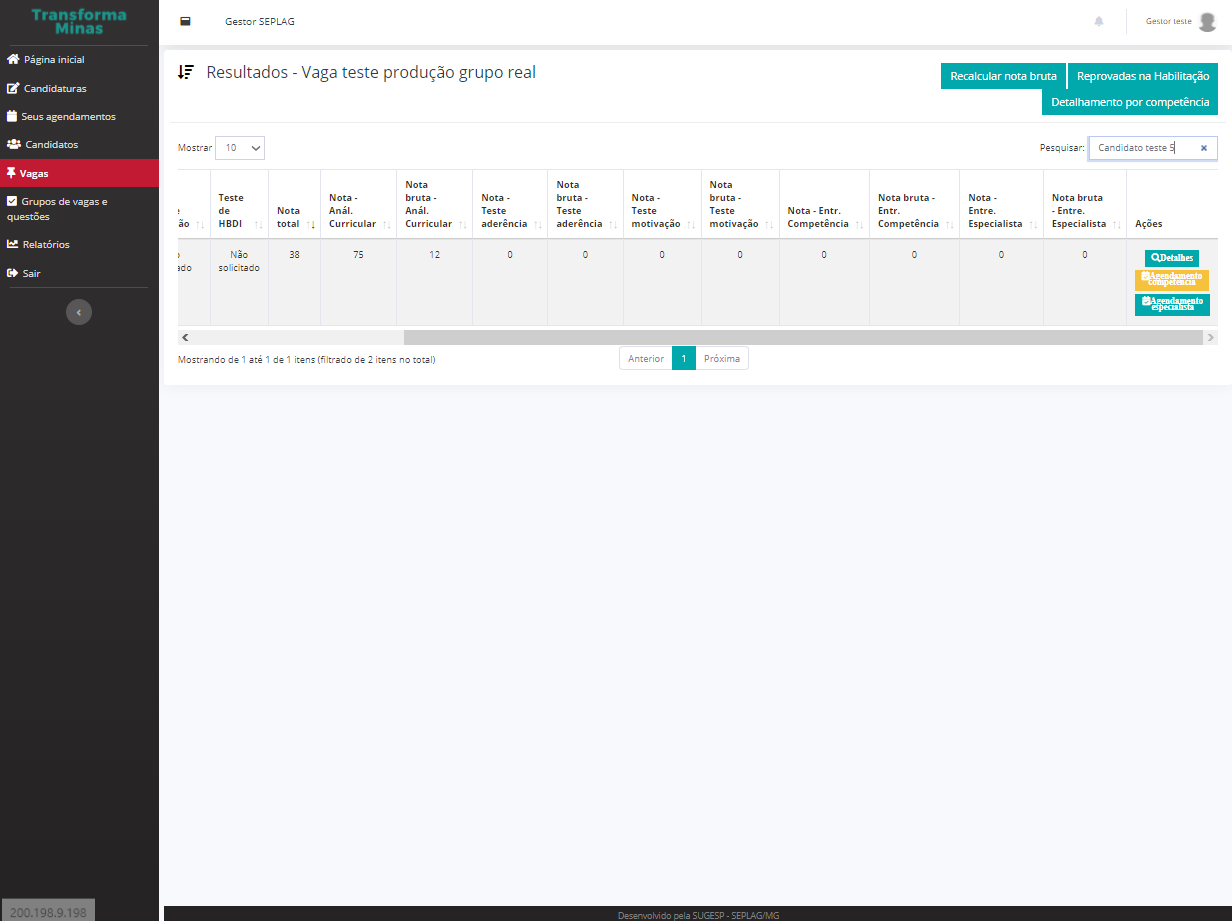 Transforma
Minas
Gestor SEPLAG
Gestor teste
Página inicial
Candidaturas
Seus agendamentos
Candidatos
Vagas
Grupos de vagas e
questões
Relatórios
Sair
Resultados - Vaga teste produção grupo real
Recalcular nota bruta
Reprovadas na Habilitação
Detalhamento por competência
Mostrar 10
Pesquisar: Candidato teste 5
ão
Teste
de
HBDI
Nota
total
Nota -
Anál.
Curricular
Nota
bruta -
Anál.
Curricular
Nota -
Teste
aderência
Nota
bruta -
Teste
aderência
Nota -
Teste
motivação
Nota
bruta -
Teste
motivação
Nota - Entr.
Competência
Nota bruta -
Entr.
Competência
Nota -
Entre.
Especialista
Nota bruta
- Entre.
Especialista
Ações
ado
Não
solicitado
38
75
12
0
0
0
0
0
0
0
0
Detalhes
Agendamento
competência
Agendamento
especialista
Mostrando de 1 até 1 de 1 itens (filtrado de 2 itens no total)
Anterior 1 Próxima
200.198.9.198
Desenvolvido pela SUGESP - SEPLAG/MG